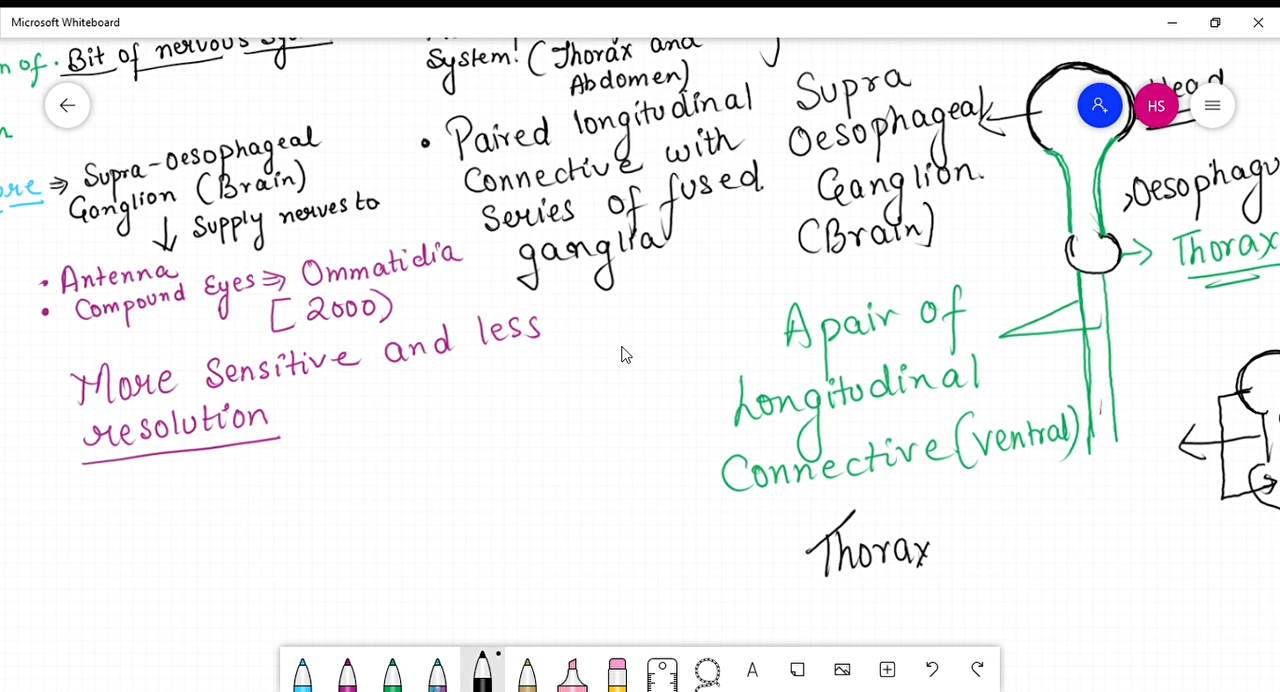 Microsoft Whiteboard
n of. Bit of nervous
Supra-oesophageal
Ganglion (Brain)
Supply nerves to
• Antenna
• Compound Eyes ⇒ Ommatidia
[2000)
More Sensitive and less
resolution
System! (Thorax and
Abdomen)
• Paired longitudinal
Connective with
Series of fused
ganglia
Supra
Oesophageal
Ganglion.
(Brain)
Head
HS
Thorax
A pair of
Longitudinal
Connective (ventral)
Thorax
A